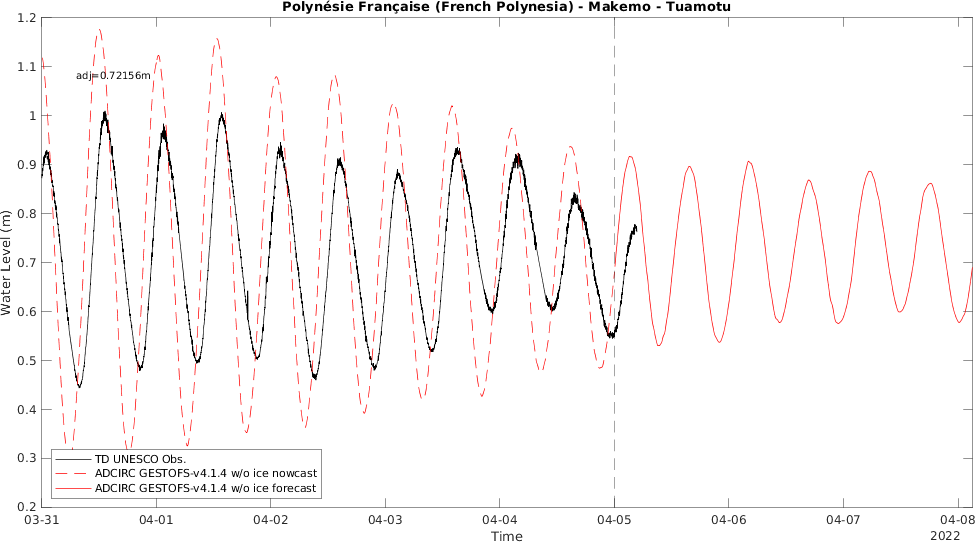 Polynésie Française (French Polynesia) - Makemo - Tuamotu
1.2
1.1
1
0.9
0.8
0.7
0.6
0.5
0.4
0.3
0.2
Water Level (m)
adj=0.72156m
TD UNESCO Obs.
ADCIRC GESTOFS-v4.1.4 w/o ice nowcast
ADCIRC GESTOFS-v4.1.4 w/o ice forecast
03-31 04-01 04-02 04-03 04-04 04-05 04-06 04-07 04-08
Time
2022